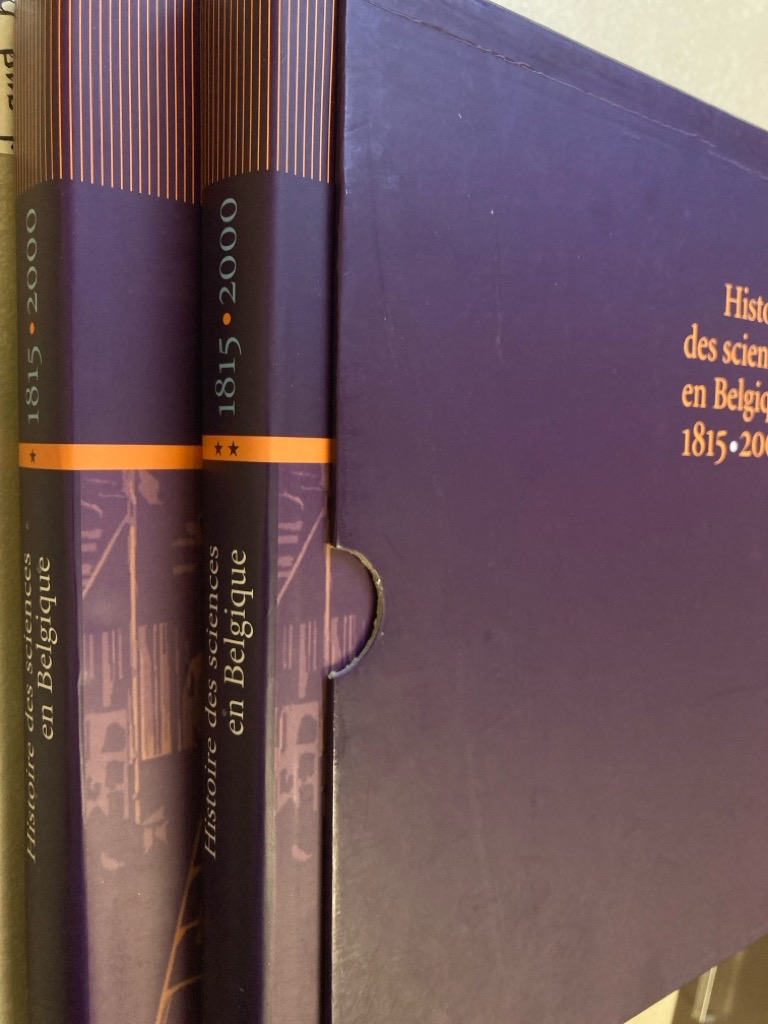 1815 • 2000
★
Histoire des sciences
en Belgique
1815 • 2000
★★
Histoire des sciences
en Belgique
Histo
des scien
en Belgiq
1815•200